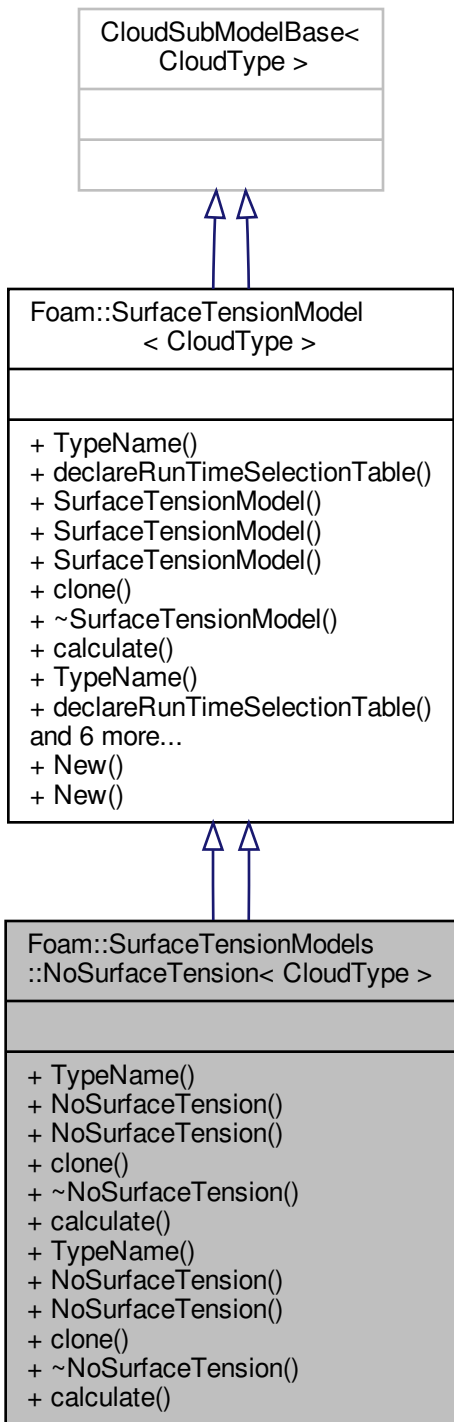 CloudSubModelBase<
CloudType >
Foam::SurfaceTensionModel
< CloudType >
+ TypeName()
+ declareRunTimeSelectionTable()
+ SurfaceTensionModel()
+ SurfaceTensionModel()
+ SurfaceTensionModel()
+ clone()
+ ~SurfaceTensionModel()
+ calculate()
+ TypeName()
+ declareRunTimeSelectionTable()
and 6 more...
+ New()
+ New()
Foam::SurfaceTensionModels
::NoSurfaceTension< CloudType >
+ TypeName()
+ NoSurfaceTension()
+ NoSurfaceTension()
+ clone()
+ ~NoSurfaceTension()
+ calculate()
+ TypeName()
+ NoSurfaceTension()
+ NoSurfaceTension()
+ clone()
+ ~NoSurfaceTension()
+ calculate()